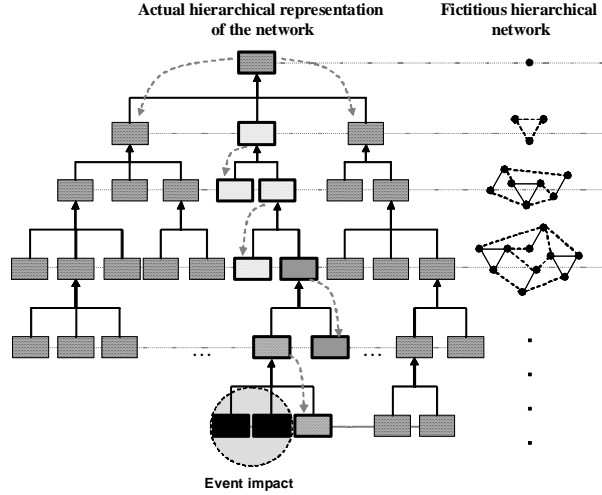 Actual hierarchical representation
of the network
Fictitious hierarchical
network
...
...
Event impact